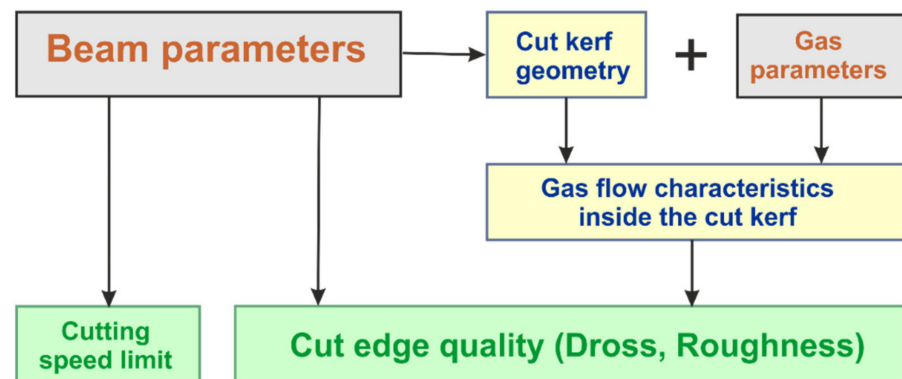 Beam parameters
Cut kerf
geometry
+
Gas
parameters
Gas flow characteristics
inside the cut kerf
Cutting
speed limit
Cut edge quality (Dross, Roughness)